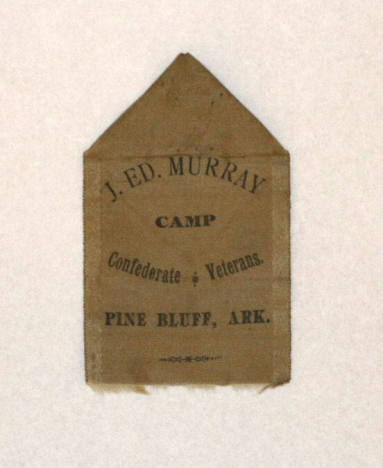 J. ED. MURRAY
CAMP
Confederate Veterans.
PINE BLUFF, ARK.